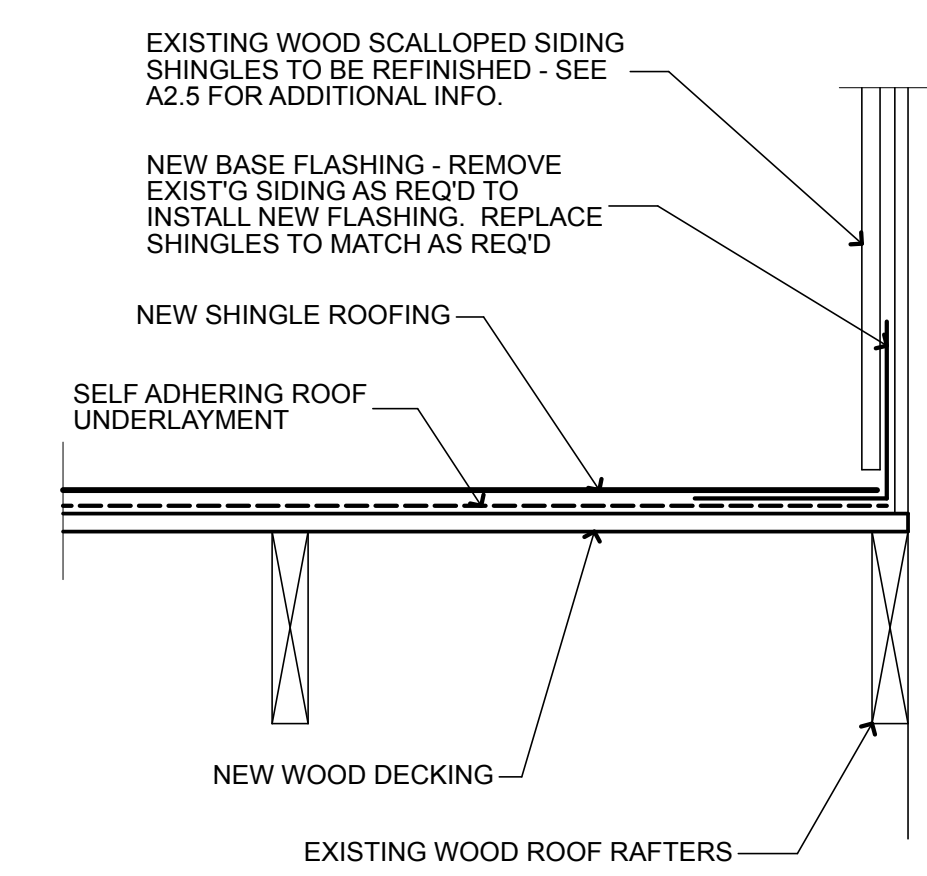 EXISTING WOOD SCALLOPED SIDING
SHINGLES TO BE REFINISHED - SEE
A2.5 FOR ADDITIONAL INFO.
NEW BASE FLASHING - REMOVE
EXIST'G SIDING AS REQ'D TO
INSTALL NEW FLASHING.  REPLACE
SHINGLES TO MATCH AS REQ'D
NEW SHINGLE ROOFING
SELF ADHERING ROOF
UNDERLAYMENT
NEW WOOD DECKING
EXISTING WOOD ROOF RAFTERS